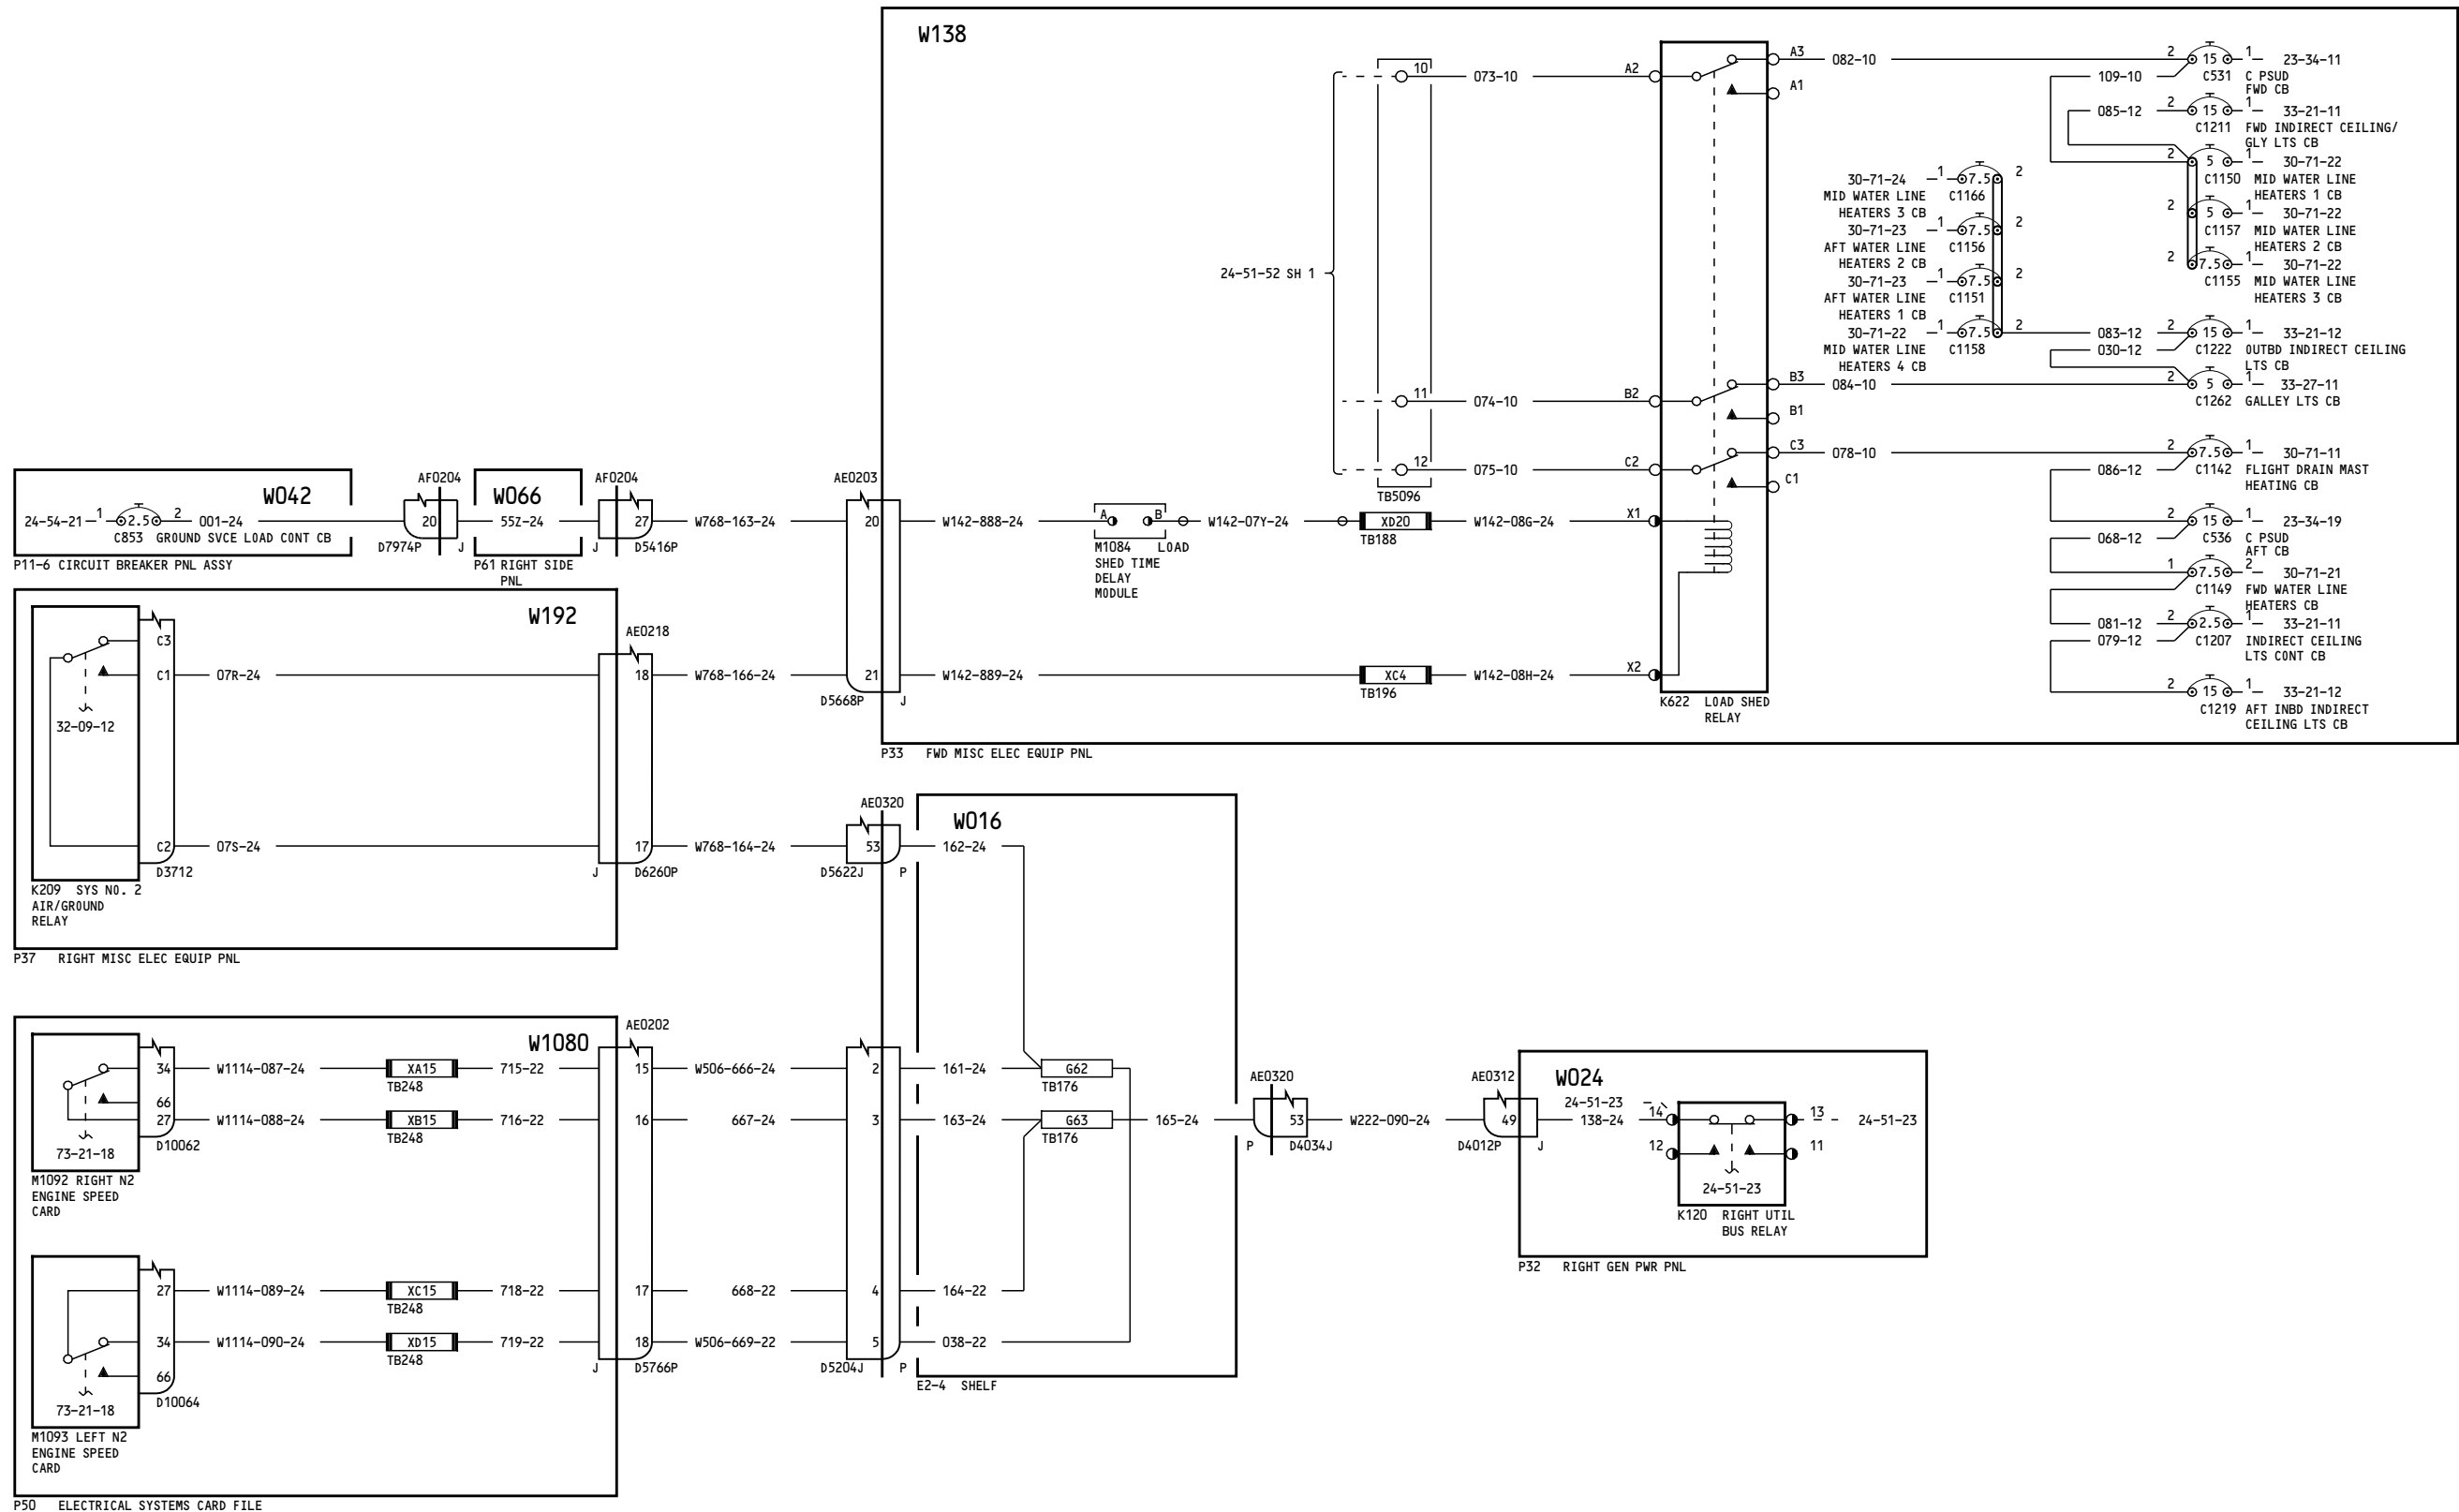 W138
10
073-10
A2
A3
082-10
A1
2
15
1
23-34-11
C531 C PSUD
FWD CB
109-10
085-12
2
15
1
33-21-11
C1211 FWD INDIRECT CEILING/
GLY LTS CB
2
5
1
30-71-22
C1150 MID WATER LINE
HEATERS 1 CB
2
5
1
30-71-22
C1157 MID WATER LINE
HEATERS 2 CB
2
7.5
1
30-71-22
C1155 MID WATER LINE
HEATERS 3 CB
30-71-24
1
7.5
2
MID WATER LINE C1166
HEATERS 3 CB
30-71-23
1
7.5
2
AFT WATER LINE C1156
HEATERS 2 CB
30-71-23
1
7.5
2
AFT WATER LINE C1151
HEATERS 1 CB
30-71-22
1
7.5
2
MID WATER LINE C1158
HEATERS 4 CB
083-12
030-12
2
15
1
33-21-12
C1222 OUTBD INDIRECT CEILING
LTS CB
24-51-52 SH 1
11
074-10
B2
B3
084-10
B1
2
5
1
33-27-11
C1262 GALLEY LTS CB
12
075-10
C2
C3
078-10
C1
TB5096
2
7.5
1
30-71-11
C1142 FLIGHT DRAIN MAST
HEATING CB
086-12
2
15
1
23-34-19
C536 C PSUD
AFT CB
068-12
1
7.5
2
30-71-21
C1149 FWD WATER LINE
HEATERS CB
081-12
079-12
2
2.5
1
33-21-11
C1207 INDIRECT CEILING
LTS CONT CB
2
15
1
33-21-12
C1219 AFT INBD INDIRECT
CEILING LTS CB
W042
24-54-21
1
2.5
2
001-24
C853 GROUND SVCE LOAD CONT CB
P11-6 CIRCUIT BREAKER PNL ASSY
AF0204
20
D7974P
J
W066
55Z-24
P61 RIGHT SIDE
PNL
AF0204
27
J
D5416P
W768-163-24
AE0203
20
W142-888-24
A
B
M1084 LOAD
SHED TIME
DELAY
MODULE
W142-07Y-24
XD20
TB188
W142-08G-24
X1
W192
C3
C1
07R-24
32-09-12
C2
07S-24
D3712
K209 SYS NO. 2
AIR/GROUND
RELAY
P37 RIGHT MISC ELEC EQUIP PNL
AE0218
18
W768-166-24
17
W768-164-24
J
D6260P
21
D5668P
J
W142-889-24
XC4
TB196
W142-08H-24
X2
K622 LOAD SHED
RELAY
P33 FWD MISC ELEC EQUIP PNL
AE0320
53
D5622J
P
W016
162-24
W1080
34
66
27
73-21-18
D10062
M1092 RIGHT N2
ENGINE SPEED
CARD
W1114-087-24
XA15
TB248
715-22
W1114-088-24
XB15
TB248
716-22
AE0202
15
W506-666-24
16
667-24
2
161-24
G62
TB176
3
163-24
G63
TB176
165-24
AE0320
53
P
D4034J
W222-090-24
AE0312
49
D4012P
J
W024
24-51-23
138-24
14
12
13
11
24-51-23
24-51-23
K120 RIGHT UTIL
BUS RELAY
P32 RIGHT GEN PWR PNL
27
34
66
73-21-18
D10064
M1093 LEFT N2
ENGINE SPEED
CARD
W1114-089-24
XC15
TB248
718-22
W1114-090-24
XD15
TB248
719-22
17
668-22
18
W506-669-22
J
D5766P
4
164-22
5
038-22
D5204J
P
E2-4 SHELF
P50 ELECTRICAL SYSTEMS CARD FILE